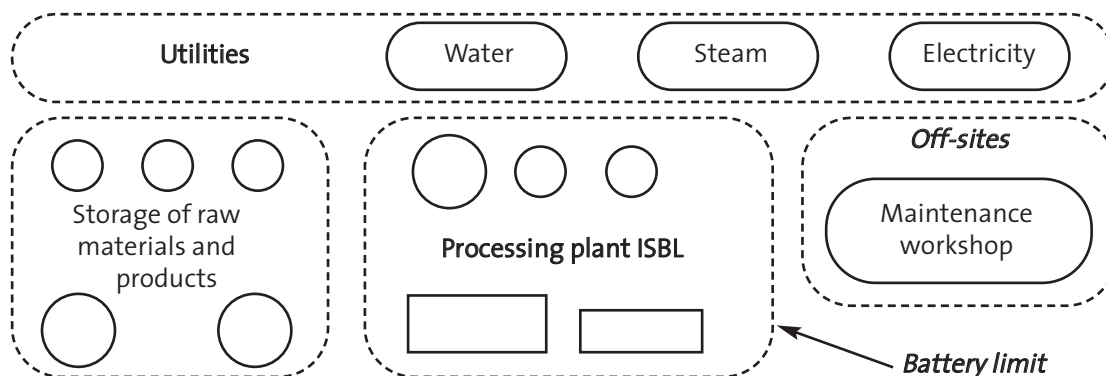 Utilities
Water
Steam
Electricity
Storage of raw
materials and
products
Processing plant ISBL
Off-sites
Maintenance
workshop
Battery limit